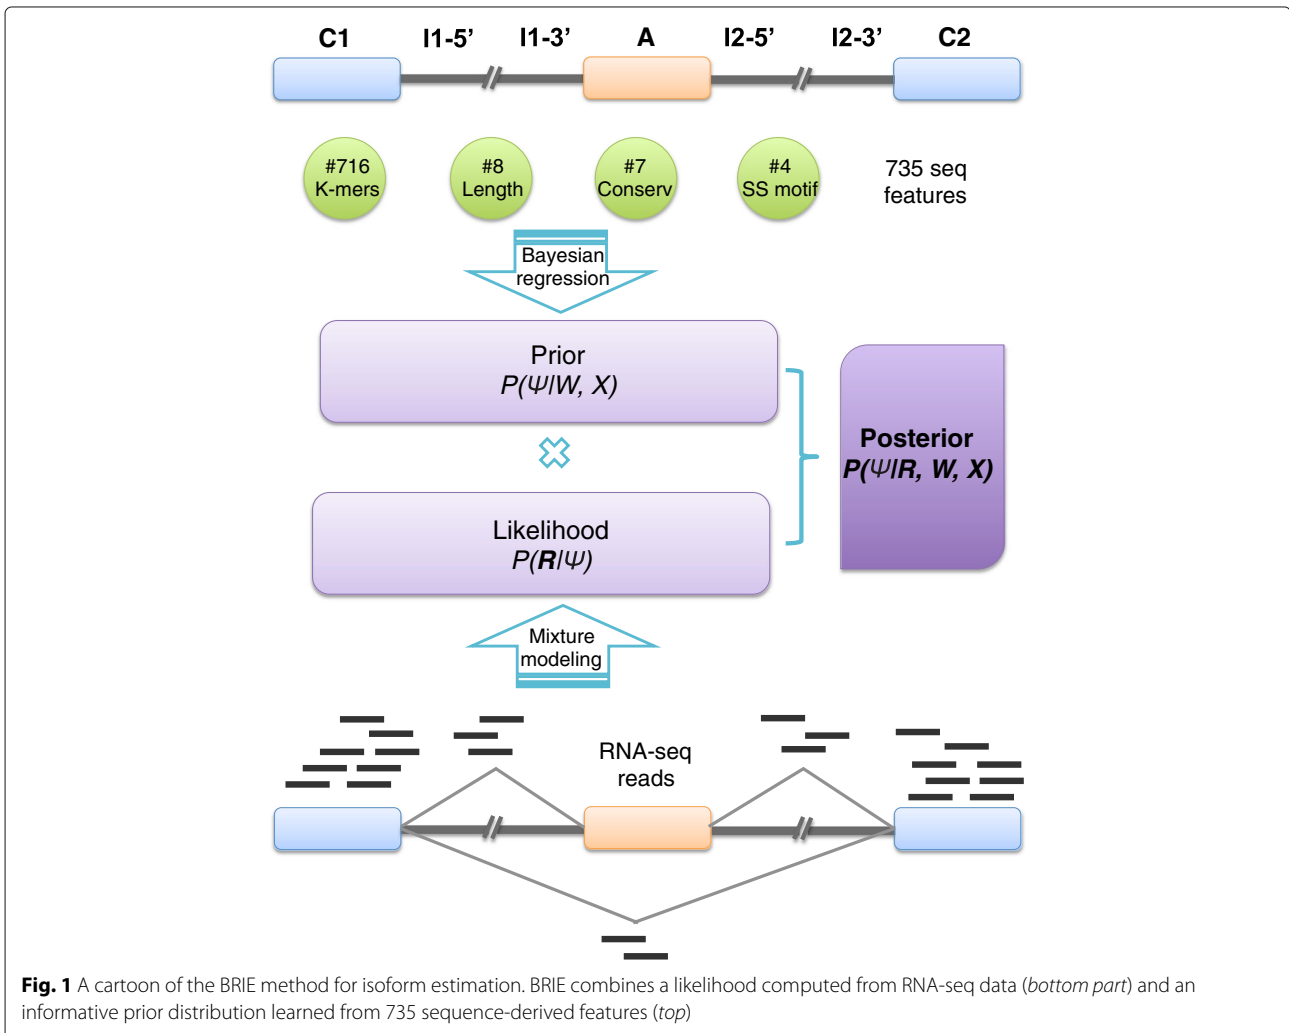 C1 I1-5’ I1-3’ A I2-5’ I2-3’ C2
#716 K-mers
#8 Length
#7 Conserv
#4 SS motif
735 seq features
Bayesian regression
Prior
P(Ψ|W, X)
Likelihood
P(R|Ψ)
Posterior
P(Ψ|R, W, X)
Mixture modeling
RNA-seq reads
Fig. 1 A cartoon of the BRIE method for isoform estimation. BRIE combines a likelihood computed from RNA-seq data (bottom part) and an
informative prior distribution learned from 735 sequence-derived features (top)